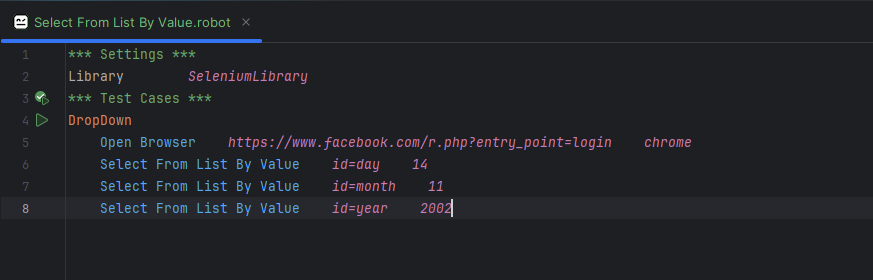 Select From List By Value.robot
1 *** Settings ***
2 Library        SeleniumLibrary
3 *** Test Cases ***
4 DropDown
5     Open Browser    https://www.facebook.com/r.php?entry_point=login    chrome
6     Select From List By Value    id=day    14
7     Select From List By Value    id=month    11
8     Select From List By Value    id=year    2002